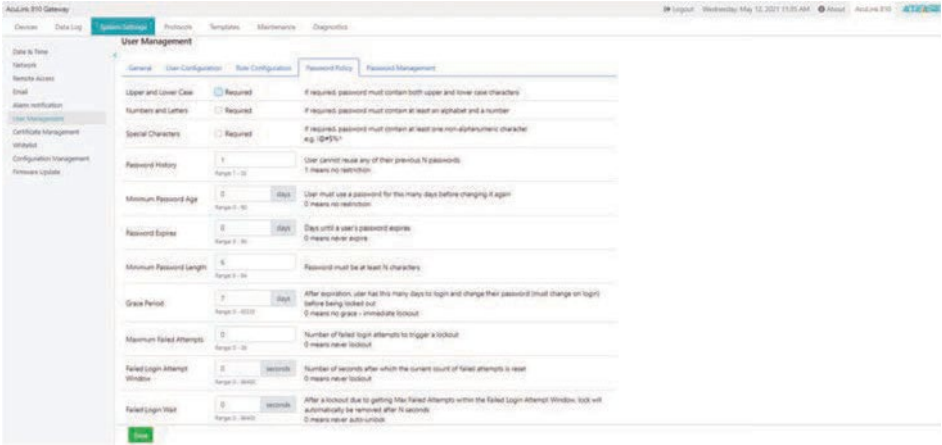 AcuLink 810 Gateway
Logout Wednesday, May 12, 2021 11:35 AM About AcuLink 810
Devices Data Log System Settings Protocols Templates Maintenance Diagnostics
User Management
Date & Time
Network
Remote Access
Email
Alarm notification
User Management
Certificate Management
Whitelist
Configuration Management
Firmware Update
General User Configuration Role Configuration Password Policy Password Management
Upper and Lower Case Required If required, password must contain both upper and lower case characters
Numbers and Letters Required If required, password must contain at least an alphabet and a number
Special Characters Required If required, password must contain at least one non-alphanumeric character
e.g. !@#$%^
Password History 1 User cannot reuse any of their previous N passwords
1 means no restriction
Minimum Password Age 0 days User must use a password for this many days before changing it again
0 means no restriction
Password Expires 0 days Days until a user's password expires
0 means never expire
Minimum Password Length Password must be at least N characters
Grace Period 7 days After expiration, user has this many days to login and change their password (must change on login)
before being locked out
0 means no grace - immediate lockout
Maximum Failed Attempts 0 Number of failed login attempts to trigger a lockout
0 means never lockout
Failed Login Attempt Window 0 seconds Number of seconds after which the current count of failed attempts is reset
0 means never lockout
Failed Login Wait 0 seconds After a lockout due to getting Max Failed Attempts within the Failed Login Attempt Window, lock will
automatically be removed after N seconds
0 means never auto-unlock
Save